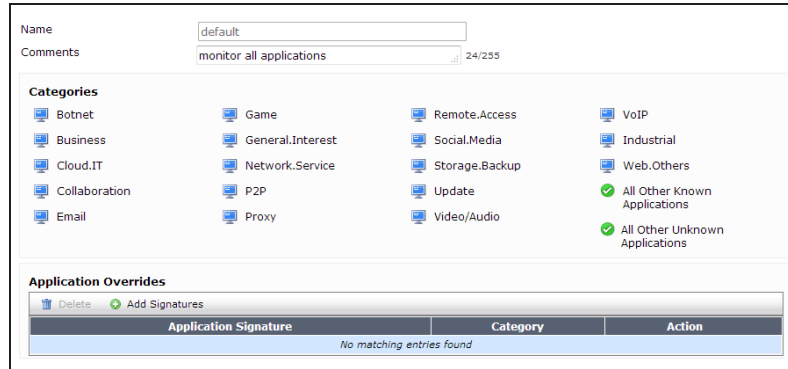 Name default
Comments monitor all applications 24/255
Categories
Botnet Game Remote.Access VoIP
Business General.Interest Social.Media Industrial
Cloud.IT Network.Service Storage.Backup Web.Others
Collaboration P2P Update All Other Known
Applications
Email Proxy Video/Audio All Other Unknown
Applications
Application Overrides
Delete Add Signatures
Application Signature Category Action
No matching entries found